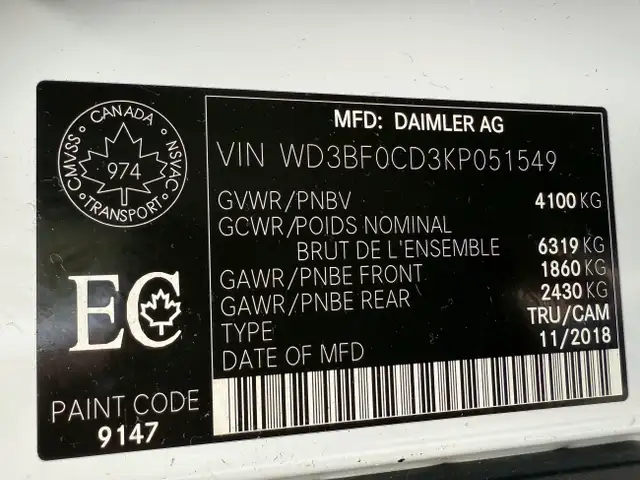 CANADA
CMVSS
NSVAC
974
TRANSPORT
MFD: DAIMLER AG
VIN WD3BF0CD3KP051549
GVWR/PNBV 4100 KG
GCWR/POIDS NOMINAL
BRUT DE L'ENSEMBLE 6319 KG
GAWR/PNBE FRONT 1860 KG
GAWR/PNBE REAR 2430 KG
TYPE TRU/CAM
DATE OF MFD 11/2018
EC
PAINT CODE
9147